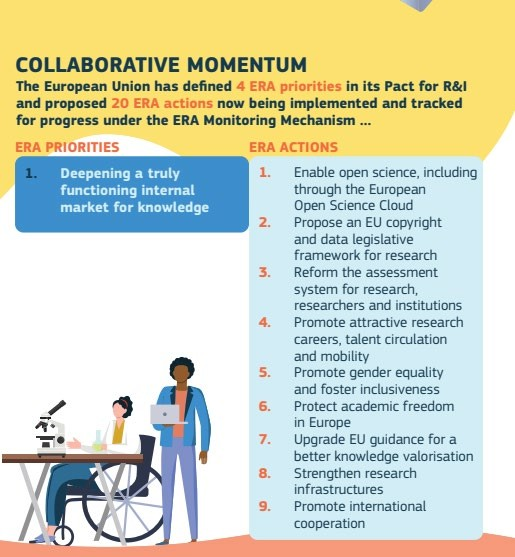 COLLABORATIVE MOMENTUM
The European Union has defined 4 ERA priorities in its Pact for R&I
and proposed 20 ERA actions now being implemented and tracked
for progress under the ERA Monitoring Mechanism ...
ERA PRIORITIES
1. Deepening a truly
functioning internal
market for knowledge
ERA ACTIONS
1. Enable open science, including
through the European
Open Science Cloud
2. Propose an EU copyright
and data legislative
framework for research
3. Reform the assessment
system for research,
researchers and institutions
4. Promote attractive research
careers, talent circulation
and mobility
5. Promote gender equality
and foster inclusiveness
6. Protect academic freedom
in Europe
7. Upgrade EU guidance for a
better knowledge valorisation
8. Strengthen research
infrastructures
9. Promote international
cooperation